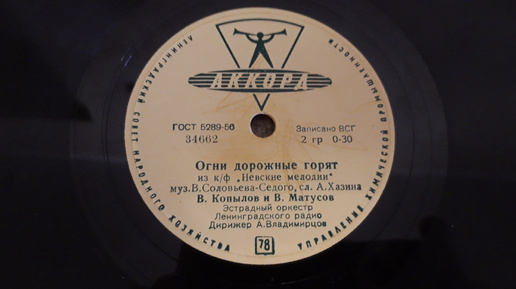 ЛЕНИНГРАДСКИЙ СОВЕТ НАРОДНОГО ХОЗЯЙСТВА
УПРАВЛЕНИЯ ХИМИЧЕСКОЙ ПРОМЫШЛЕННОСТИ
АККОРД
ГОСТ 5289-56
34662
Записано ВСГ
2 гр 0-30
Огни дорожные горят
из к/ф „Невские мелодии"
муз. В. Соловьева-Седого, сл. А. Хазина
В. Копылов и В. Матусов
Эстрадный оркестр
Ленинградского радио
Дирижер А. Владимирцов
78